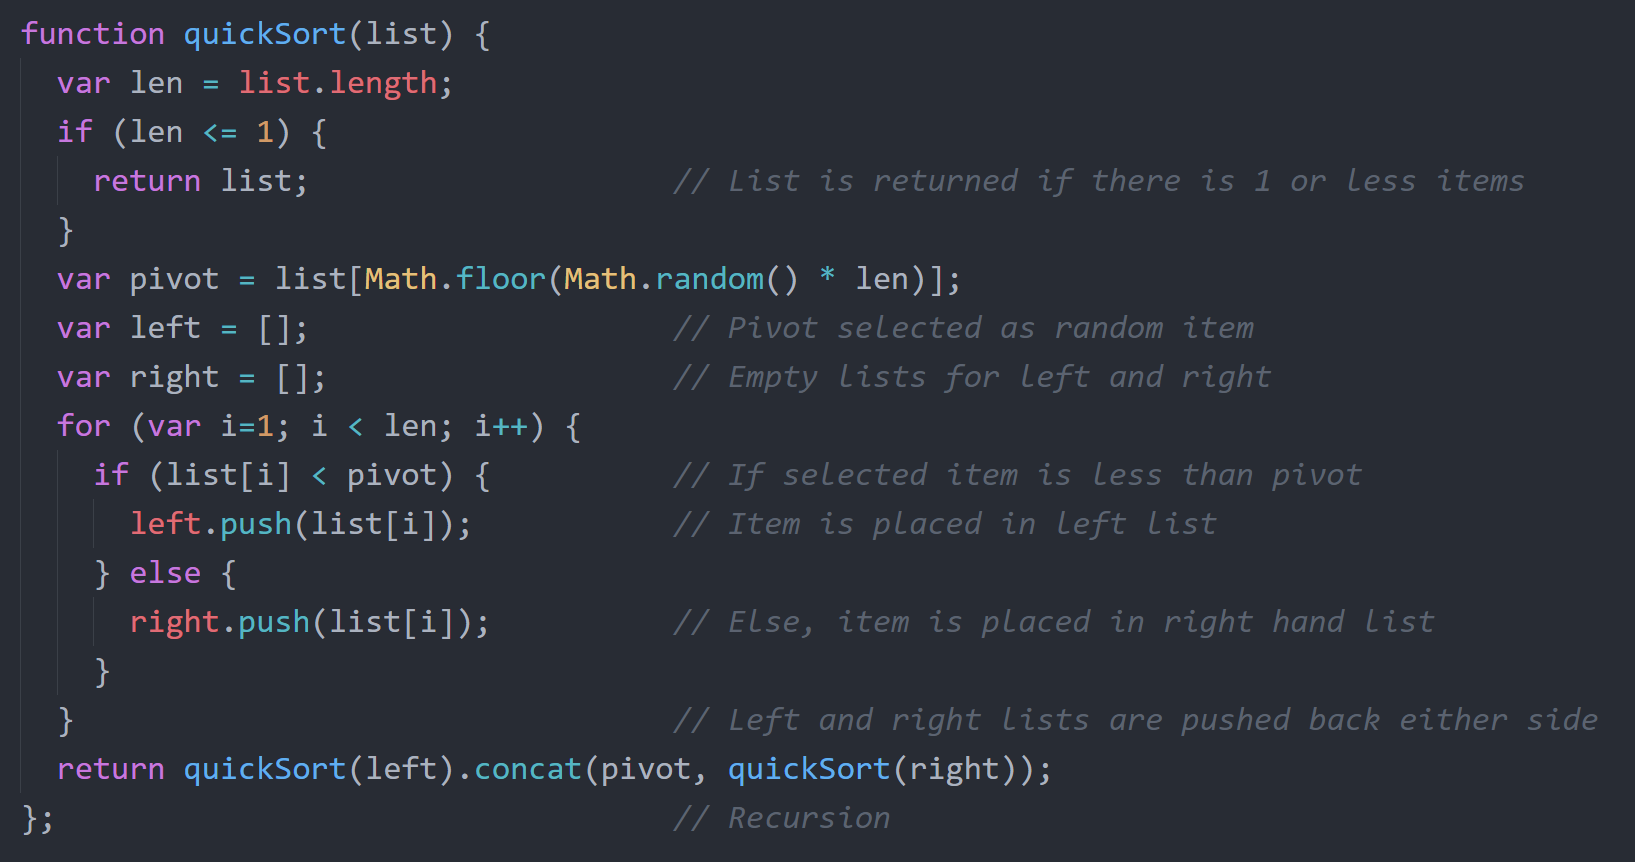 function quickSort(list) {
  var len = list.length;
  if (len <= 1) {
    return list;                    // List is returned if there is 1 or less items
  }
  var pivot = list[Math.floor(Math.random() * len)];
  var left = [];                    // Pivot selected as random item
  var right = [];                   // Empty lists for left and right
  for (var i=1; i < len; i++) {
    if (list[i] < pivot) {          // If selected item is less than pivot
      left.push(list[i]);           // Item is placed in left list
    } else {
      right.push(list[i]);          // Else, item is placed in right hand list
    }
  }                                 // Left and right lists are pushed back either side
  return quickSort(left).concat(pivot, quickSort(right));
};                                  // Recursion